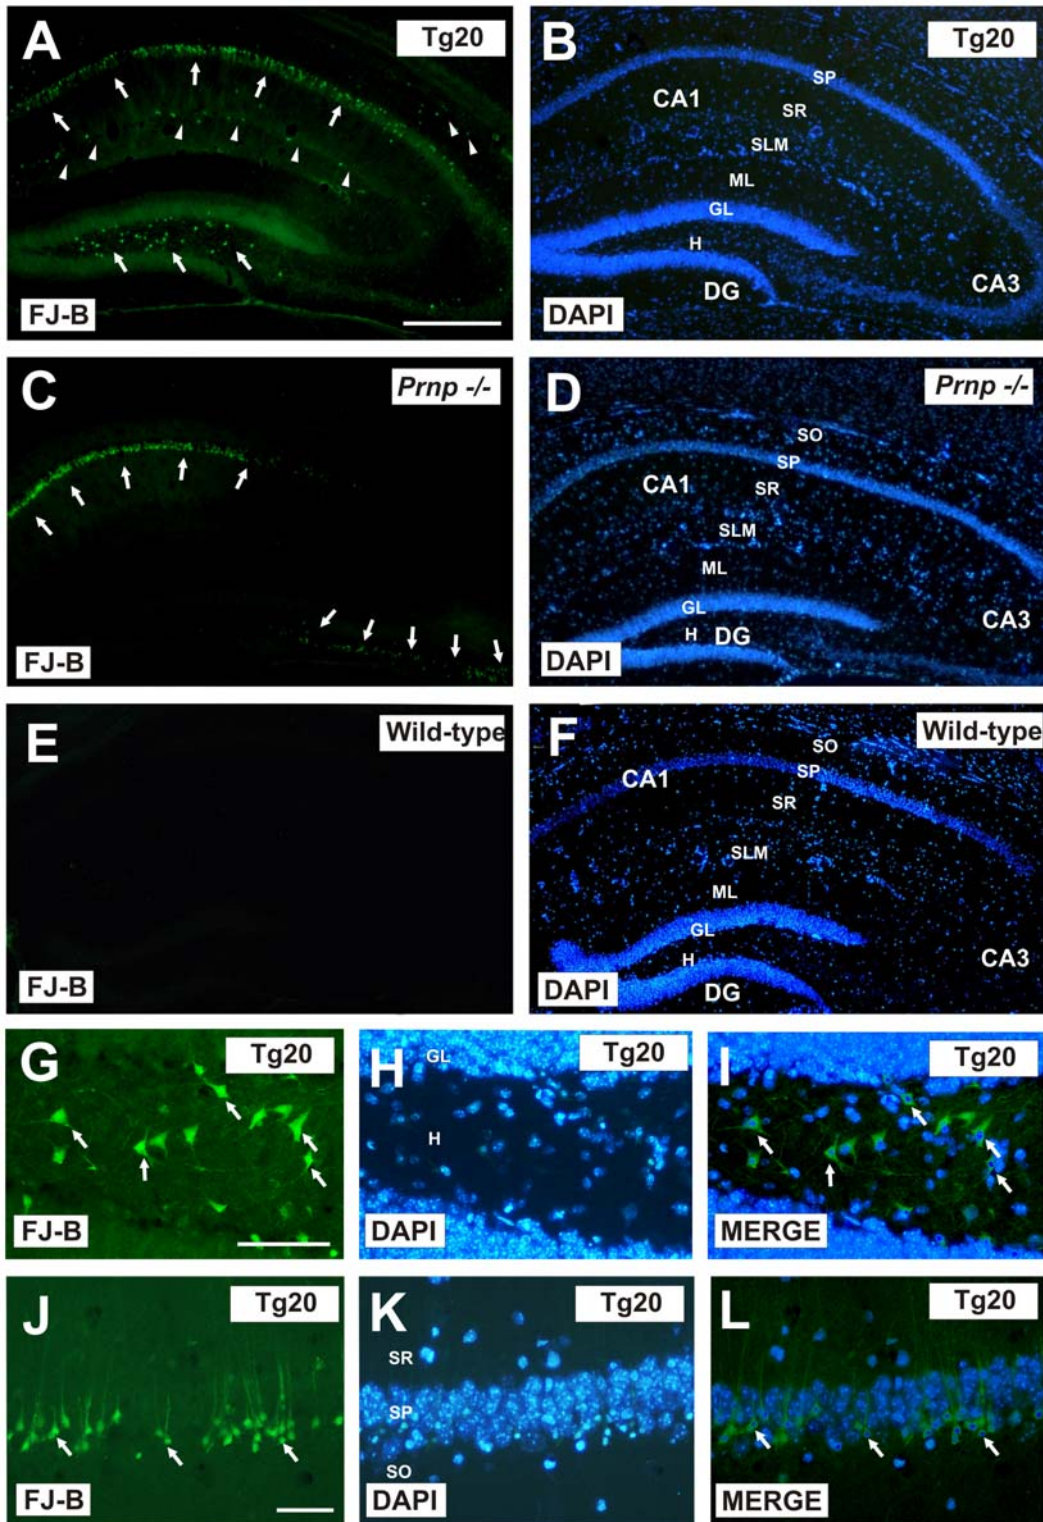 A
Tg20
FJ-B
B
Tg20
SP
CA1
SR
SLM
ML
GL
H
DG
CA3
DAPI
C
Prnp -/-
FJ-B
D
Prnp -/-
SO
SP
CA1
SR
SLM
ML
GL
CA3
H
DG
DAPI
E
Wild-type
FJ-B
F
Wild-type
SO
CA1
SP
SR
SLM
ML
GL
H
CA3
DG
DAPI
G
Tg20
FJ-B
H
GL
Tg20
H
DAPI
I
Tg20
MERGE
J
Tg20
FJ-B
K
Tg20
SR
SP
SO
DAPI
L
Tg20
MERGE